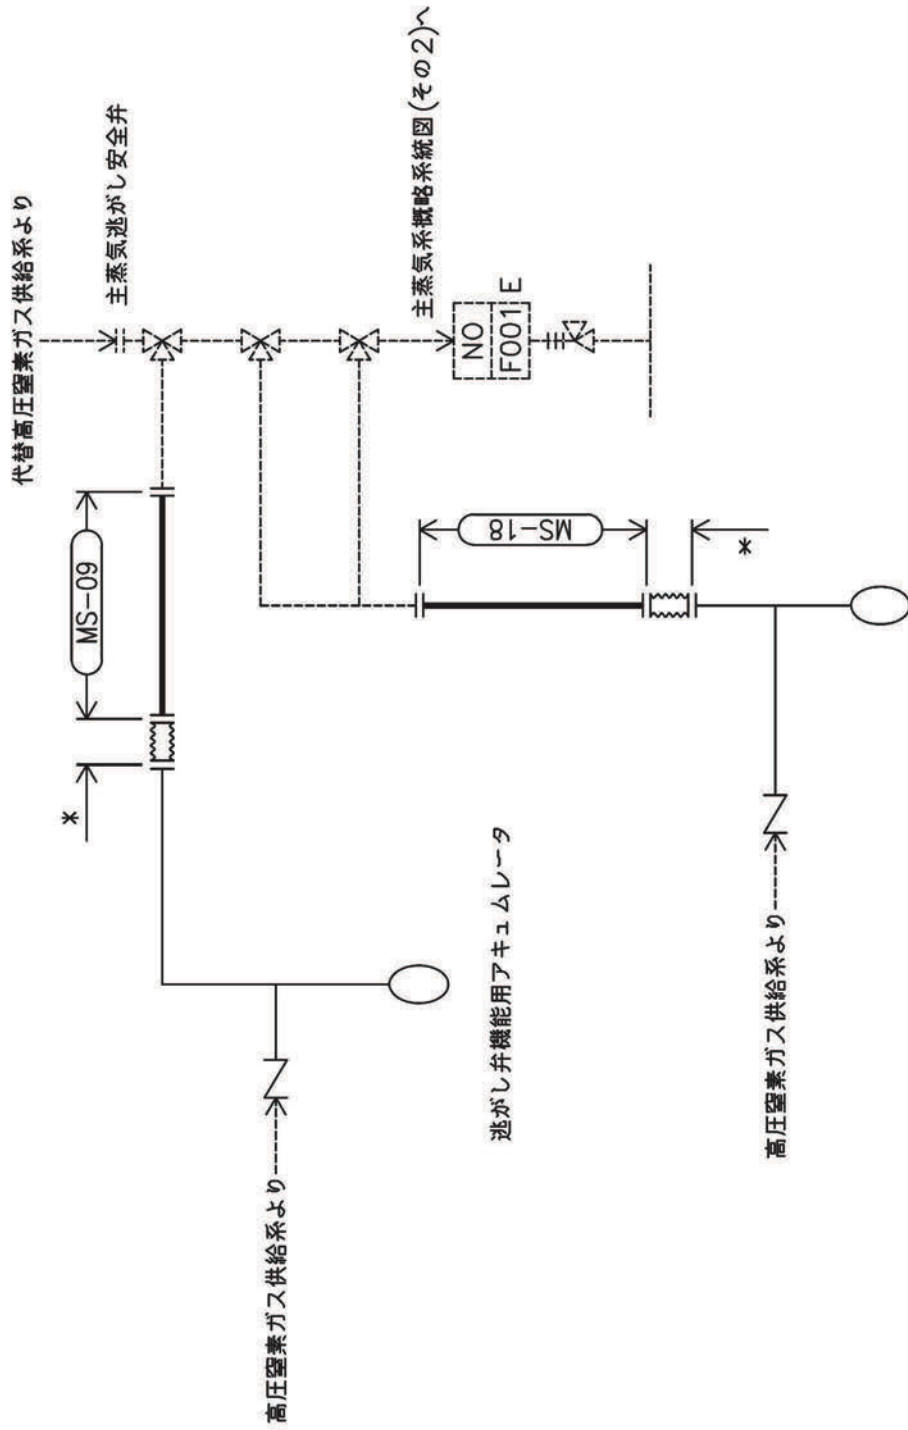 代替高圧窒素ガス供給系より
主蒸気逃がし安全弁
主蒸気系概略系統図(その2)へ
NO
F001
E
MS-09
*
MS-18
*
逃がし弁機能用アキュムレータ
高圧窒素ガス供給系より
高圧窒素ガス供給系より